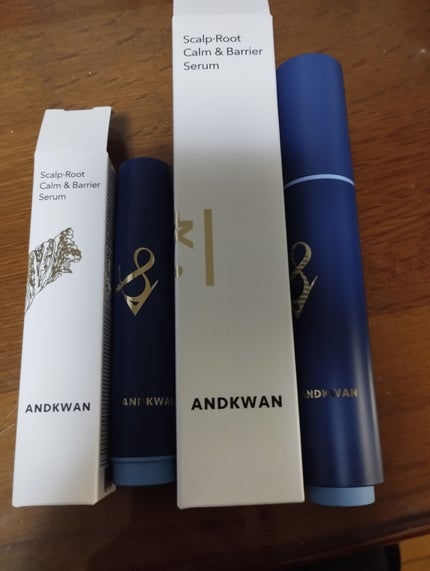 Scalp·Root
Calm & Barrier
Serum
ANDKWAN
&
ANDKWAN
Scalp·Root
Calm & Barrier
Serum
ANDKWAN
&
ANDKWAN